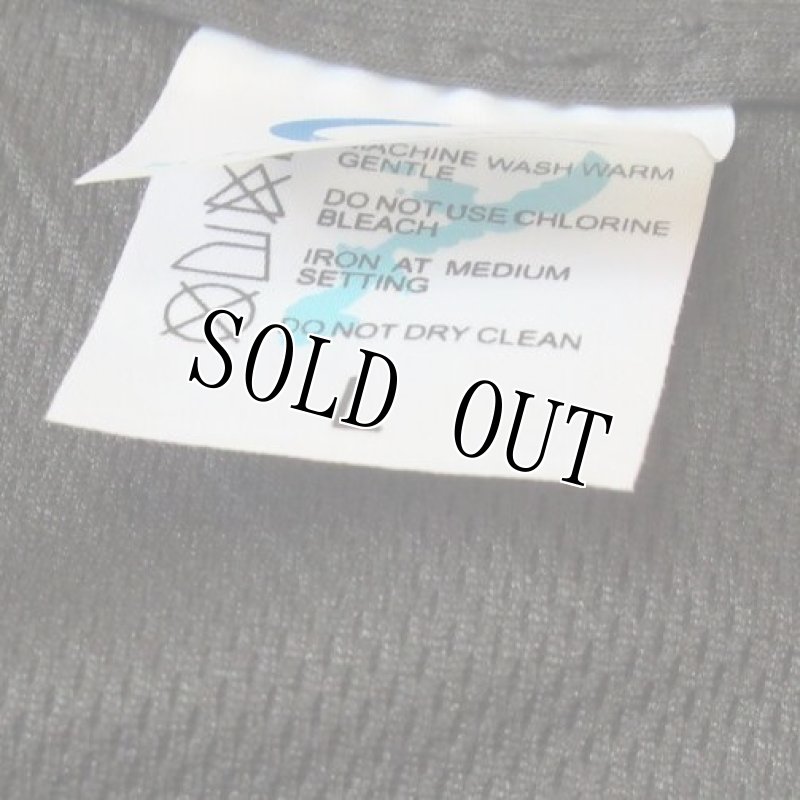 MACHINE WASH WARM
GENTLE
DO NOT USE CHLORINE
BLEACH
IRON AT MEDIUM
SETTING
DO NOT DRY CLEAN
L
SOLD OUT